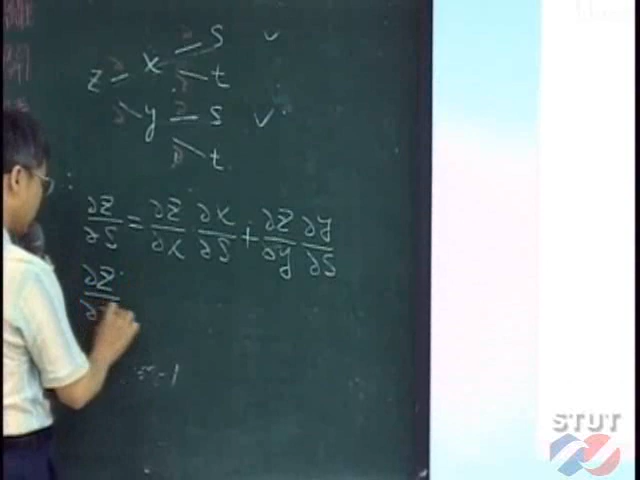 z x y
∂ S ✓
∂ t
∂ S ✓
∂ t
∂z/∂S = ∂z/∂x · ∂x/∂S + ∂z/∂y ∂y/∂S
∂z/∂
STUT